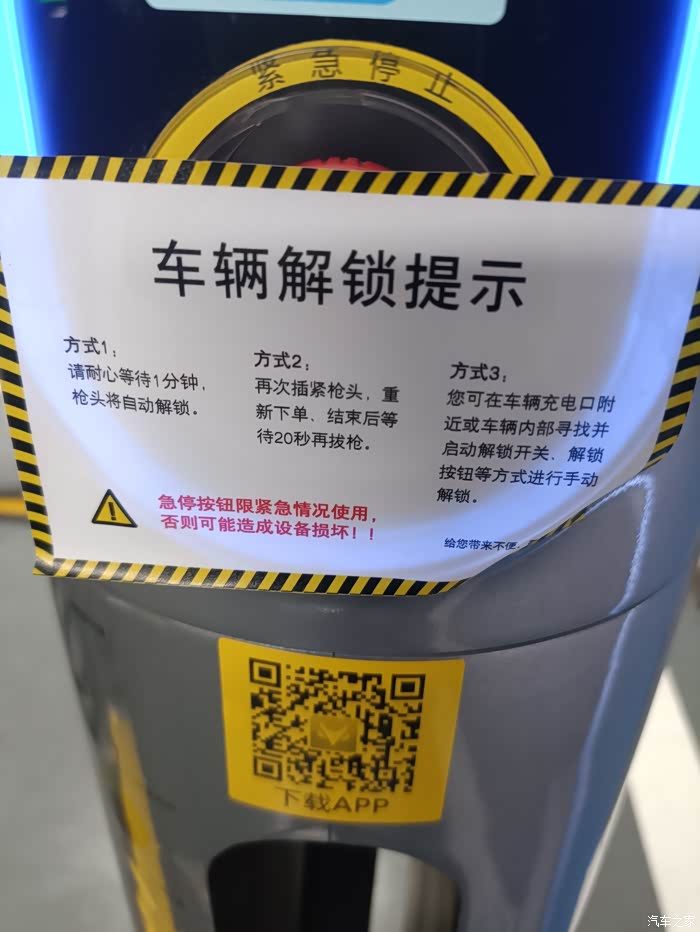 紧急停止
车辆解锁提示
方式1：
请耐心等待1分钟，
枪头将自动解锁。
方式2：
再次插紧枪头，重
新下单、结束后等
待20秒再拔枪。
方式3：
您可在车辆充电口附
近或车辆内部寻找并
启动解锁开关、解锁
按钮等方式进行手动
解锁。
急停按钮限紧急情况使用，
否则可能造成设备损坏！！
给您带来不便，
下载APP
汽车之家